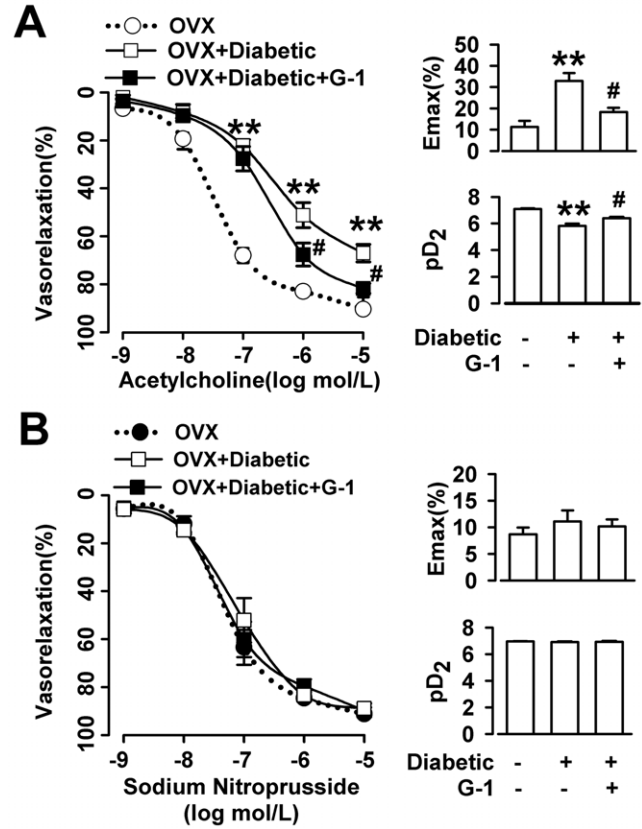 A
OVX
OVX+Diabetic
OVX+Diabetic+G-1
0
20
40
60
80
100
Vasorelaxation(%)
**
**
**
#
#
-9 -8 -7 -6 -5
Acetylcholine(log mol/L)
50
40
30
20
10
0
Emax(%)
**
#
8
6
4
2
0
pD2
**
#
Diabetic - + +
G-1 - - +
B
OVX
OVX+Diabetic
OVX+Diabetic+G-1
0
20
40
60
80
100
Vasorelaxation(%)
-9 -8 -7 -6 -5
Sodium Nitroprusside
(log mol/L)
20
15
10
5
0
Emax(%)
8
6
4
2
0
pD2
Diabetic - + +
G-1 - - +